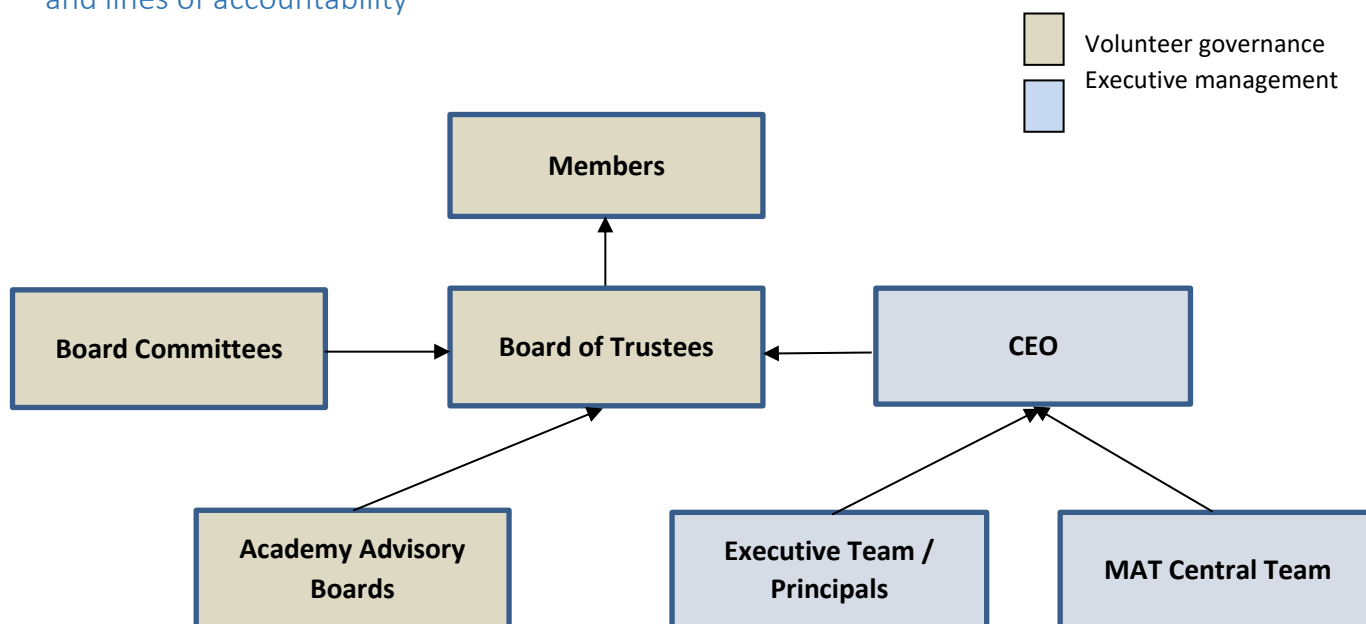 and lines of accountability
Volunteer governance
Executive management
Members
Board Committees
Board of Trustees
CEO
Academy Advisory
Boards
Executive Team /
Principals
MAT Central Team